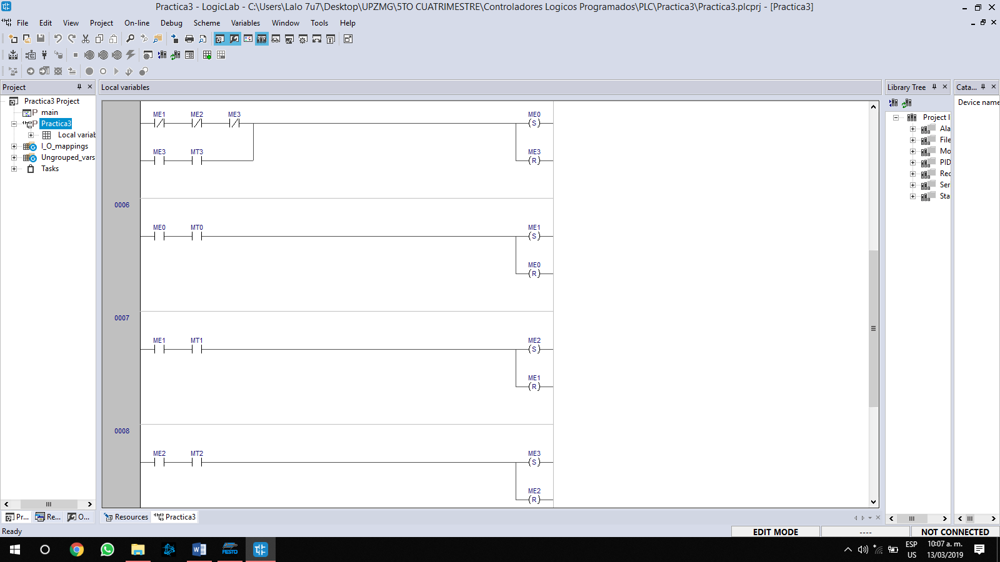 Practica3 - LogicLab - C:\Users\Lalo 7u7\Desktop\UPZMG\5TO CUATRIMESTRE\Controladores Logicos Programados\PLC\Practica3\Practica3.plcprj - [Practica3]
File Edit View Project On-line Debug Scheme Variables Window Tools Help
Project
Local variables
Library Tree
Cata...
Practica3 Project
main
Practica3
Local variab
I_O_mappings
Ungrouped_vars
Tasks
Device name
Project l
Ala
File
Mo
PID
Rec
Ser
Sta
ME1 ME2 ME3 ME0
S
ME3 MT3 ME3
R
0006
ME0 MT0 ME1
S
ME0
R
0007
ME1 MT1 ME2
S
ME1
R
0008
ME2 MT2 ME3
S
ME2
R
Pr... Re... O...
Resources Practica3
Ready
EDIT MODE ---- NOT CONNECTED
FESTO
ESP
US
10:07 a. m.
13/03/2019